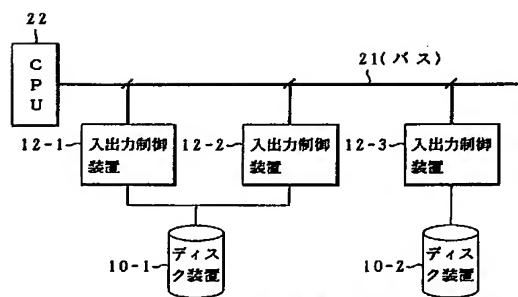 22
CPU
21(バス)
12-1
入出力制御
装置
12-2
入出力制御
装置
12-3
入出力制御
装置
10-1
ディス
ク装置
10-2
ディス
ク装置